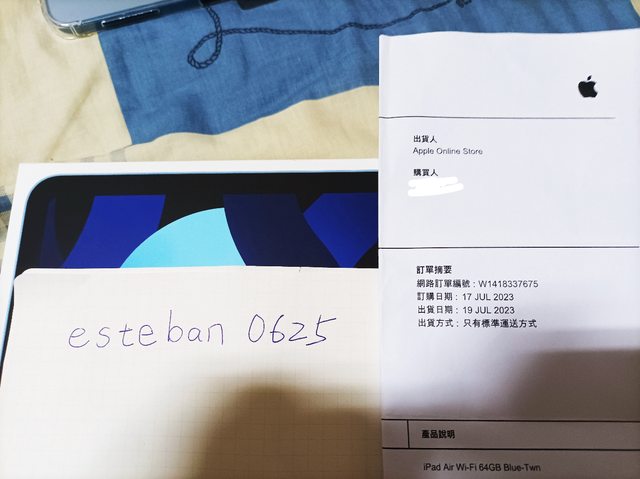 esteban 0625
出貨人
Apple Online Store
購買人
訂單摘要
網路訂單編號：W1418337675
訂購日期：17 JUL 2023
出貨日期：19 JUL 2023
出貨方式：只有標準運送方式
產品說明
iPad Air Wi-Fi 64GB Blue-Twn